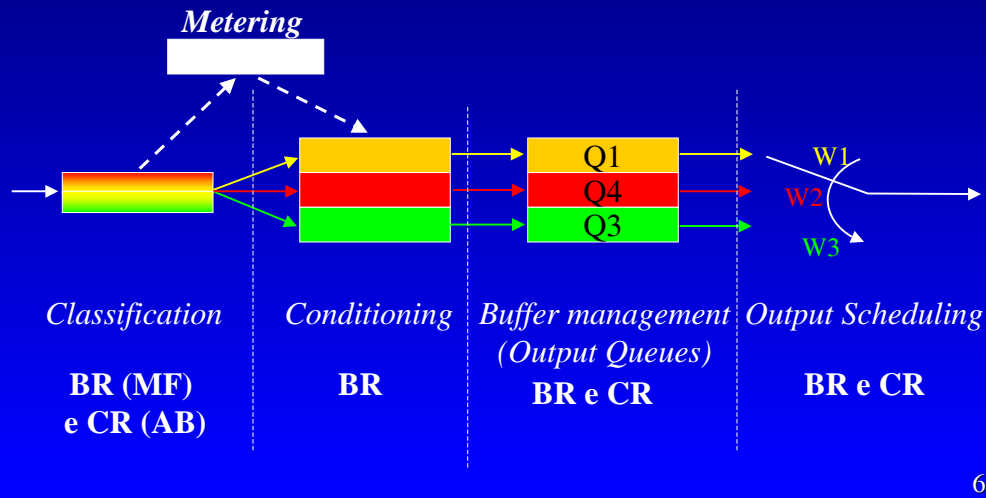 Metering
Q1
Q4
Q3
W1
W2
W3
Classification
Conditioning
Buffer management
(Output Queues)
Output Scheduling
BR (MF)
e CR (AB)
BR
BR e CR
BR e CR
6